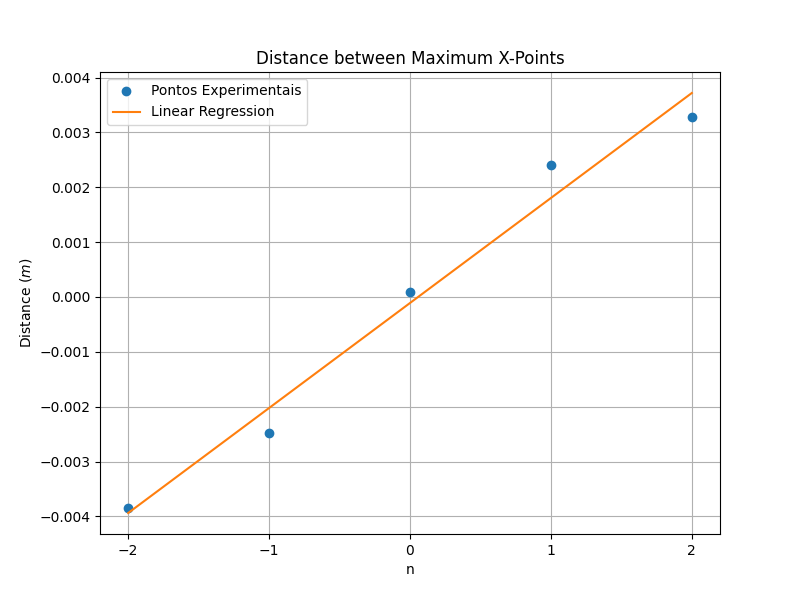 Distance between Maximum X-Points
Pontos Experimentais
Linear Regression
0.004
0.003
0.002
0.001
0.000
−0.001
−0.002
−0.003
−0.004
Distance (m)
−2 −1 0 1 2
n